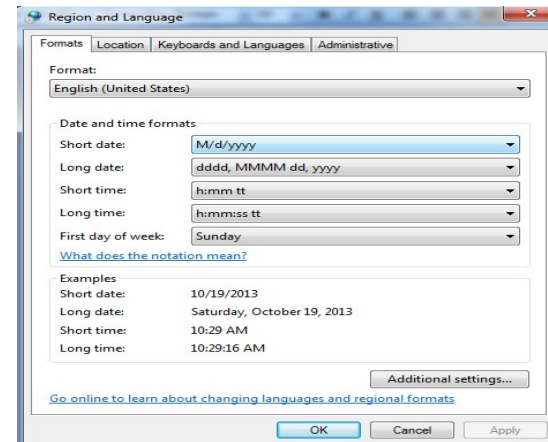 Region and Language
Formats Location Keyboards and Languages Administrative
Format:
English (United States)
Date and time formats
Short date: M/d/yyyy
Long date: dddd, MMMM dd, yyyy
Short time: h:mm tt
Long time: h:mm:ss tt
First day of week: Sunday
What does the notation mean?
Examples
Short date: 10/19/2013
Long date: Saturday, October 19, 2013
Short time: 10:29 AM
Long time: 10:29:16 AM
Additional settings...
Go online to learn about changing languages and regional formats
OK Cancel Apply